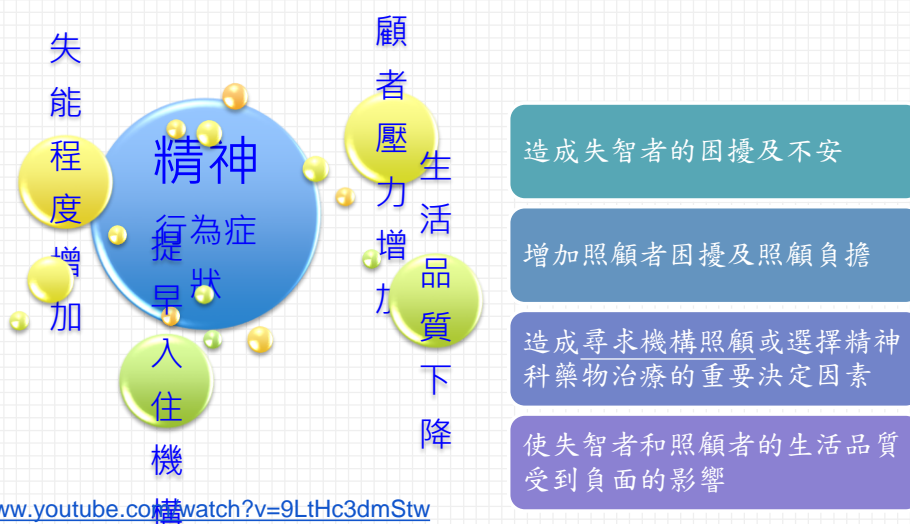 失能程度增加
精神
行為症
狀
提早入住機構
顧者壓力增加
生活品質下降
造成失智者的困擾及不安
增加照顧者困擾及照顧負擔
造成尋求機構照顧或選擇精神
科藥物治療的重要決定因素
使失智者和照顧者的生活品質
受到負面的影響
ww.youtube.com/watch?v=9LtHc3dmStw